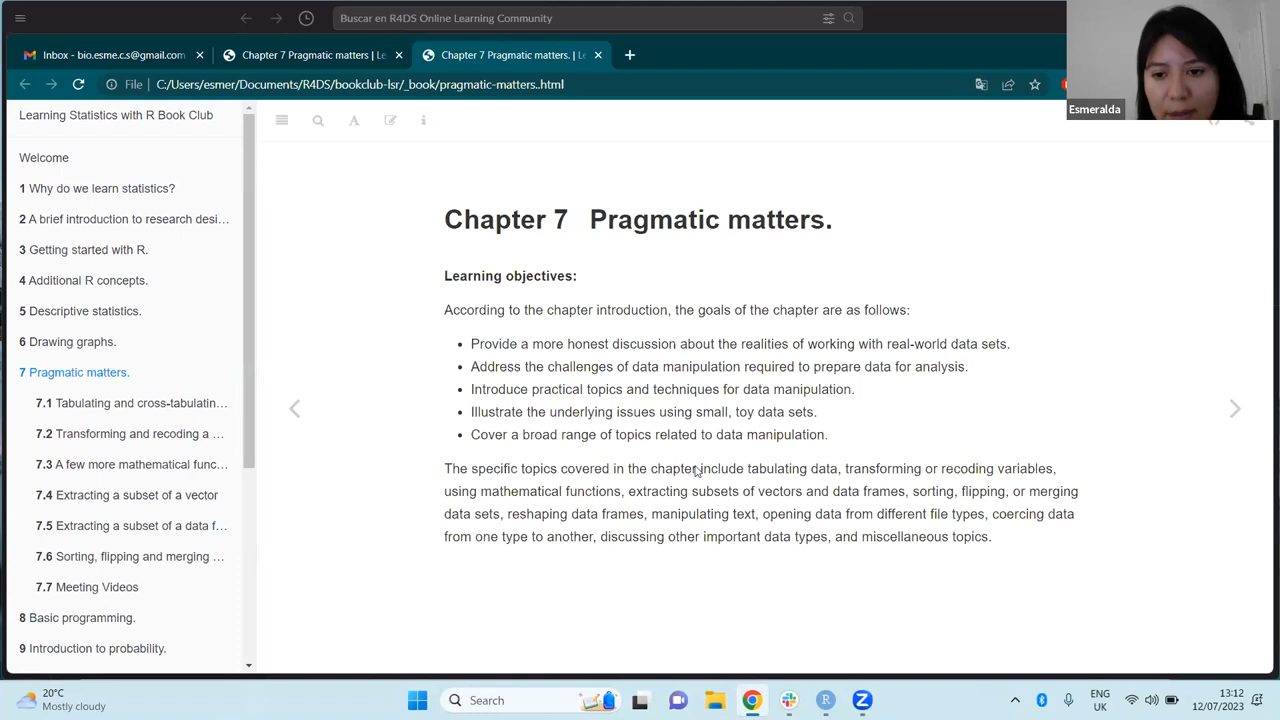 Buscar en R4DS Online Learning Community
Inbox - bio.esme.c.s@gmail.com
Chapter 7 Pragmatic matters | Le
Chapter 7 Pragmatic matters. | Le
File
C:/Users/esmer/Documents/R4DS/bookclub-lsr/_book/pragmatic-matters..html
Esmeralda
Learning Statistics with R Book Club
Welcome
1 Why do we learn statistics?
2 A brief introduction to research desi...
3 Getting started with R.
4 Additional R concepts.
5 Descriptive statistics.
6 Drawing graphs.
7 Pragmatic matters.
7.1 Tabulating and cross-tabulatin...
7.2 Transforming and recoding a ...
7.3 A few more mathematical func...
7.4 Extracting a subset of a vector
7.5 Extracting a subset of a data f...
7.6 Sorting, flipping and merging ...
7.7 Meeting Videos
8 Basic programming.
9 Introduction to probability.
Chapter 7 Pragmatic matters.
Learning objectives:
According to the chapter introduction, the goals of the chapter are as follows:
• Provide a more honest discussion about the realities of working with real-world data sets.
• Address the challenges of data manipulation required to prepare data for analysis.
• Introduce practical topics and techniques for data manipulation.
• Illustrate the underlying issues using small, toy data sets.
• Cover a broad range of topics related to data manipulation.
The specific topics covered in the chapter include tabulating data, transforming or recoding variables,
using mathematical functions, extracting subsets of vectors and data frames, sorting, flipping, or merging
data sets, reshaping data frames, manipulating text, opening data from different file types, coercing data
from one type to another, discussing other important data types, and miscellaneous topics.
20°C
Mostly cloudy
Search
ENG
UK
13:12
12/07/2023